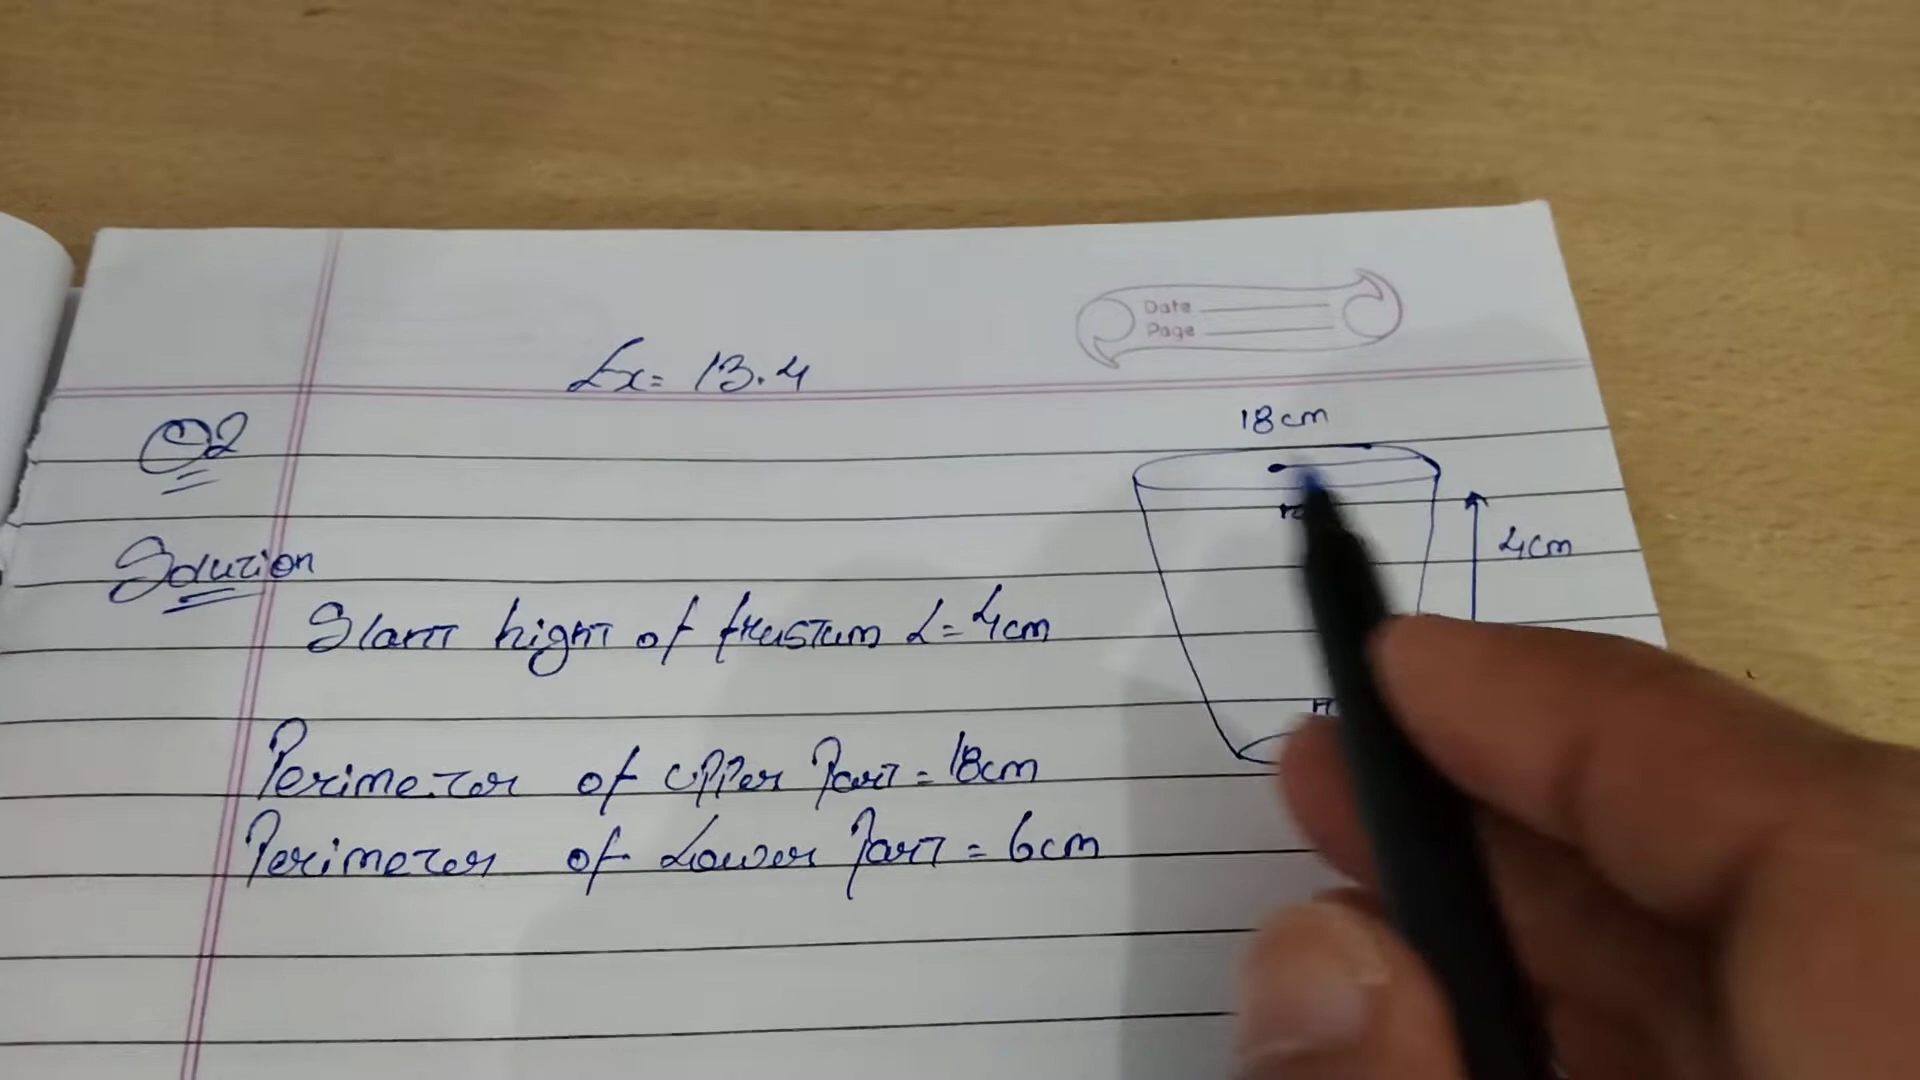 Date
Page
Ex= 13.4
Q2
18cm
4cm
Solution
Slant hight of frustum L= 4cm
Perimeter of upper Part = 18cm
Perimeter of Lower Part = 6cm